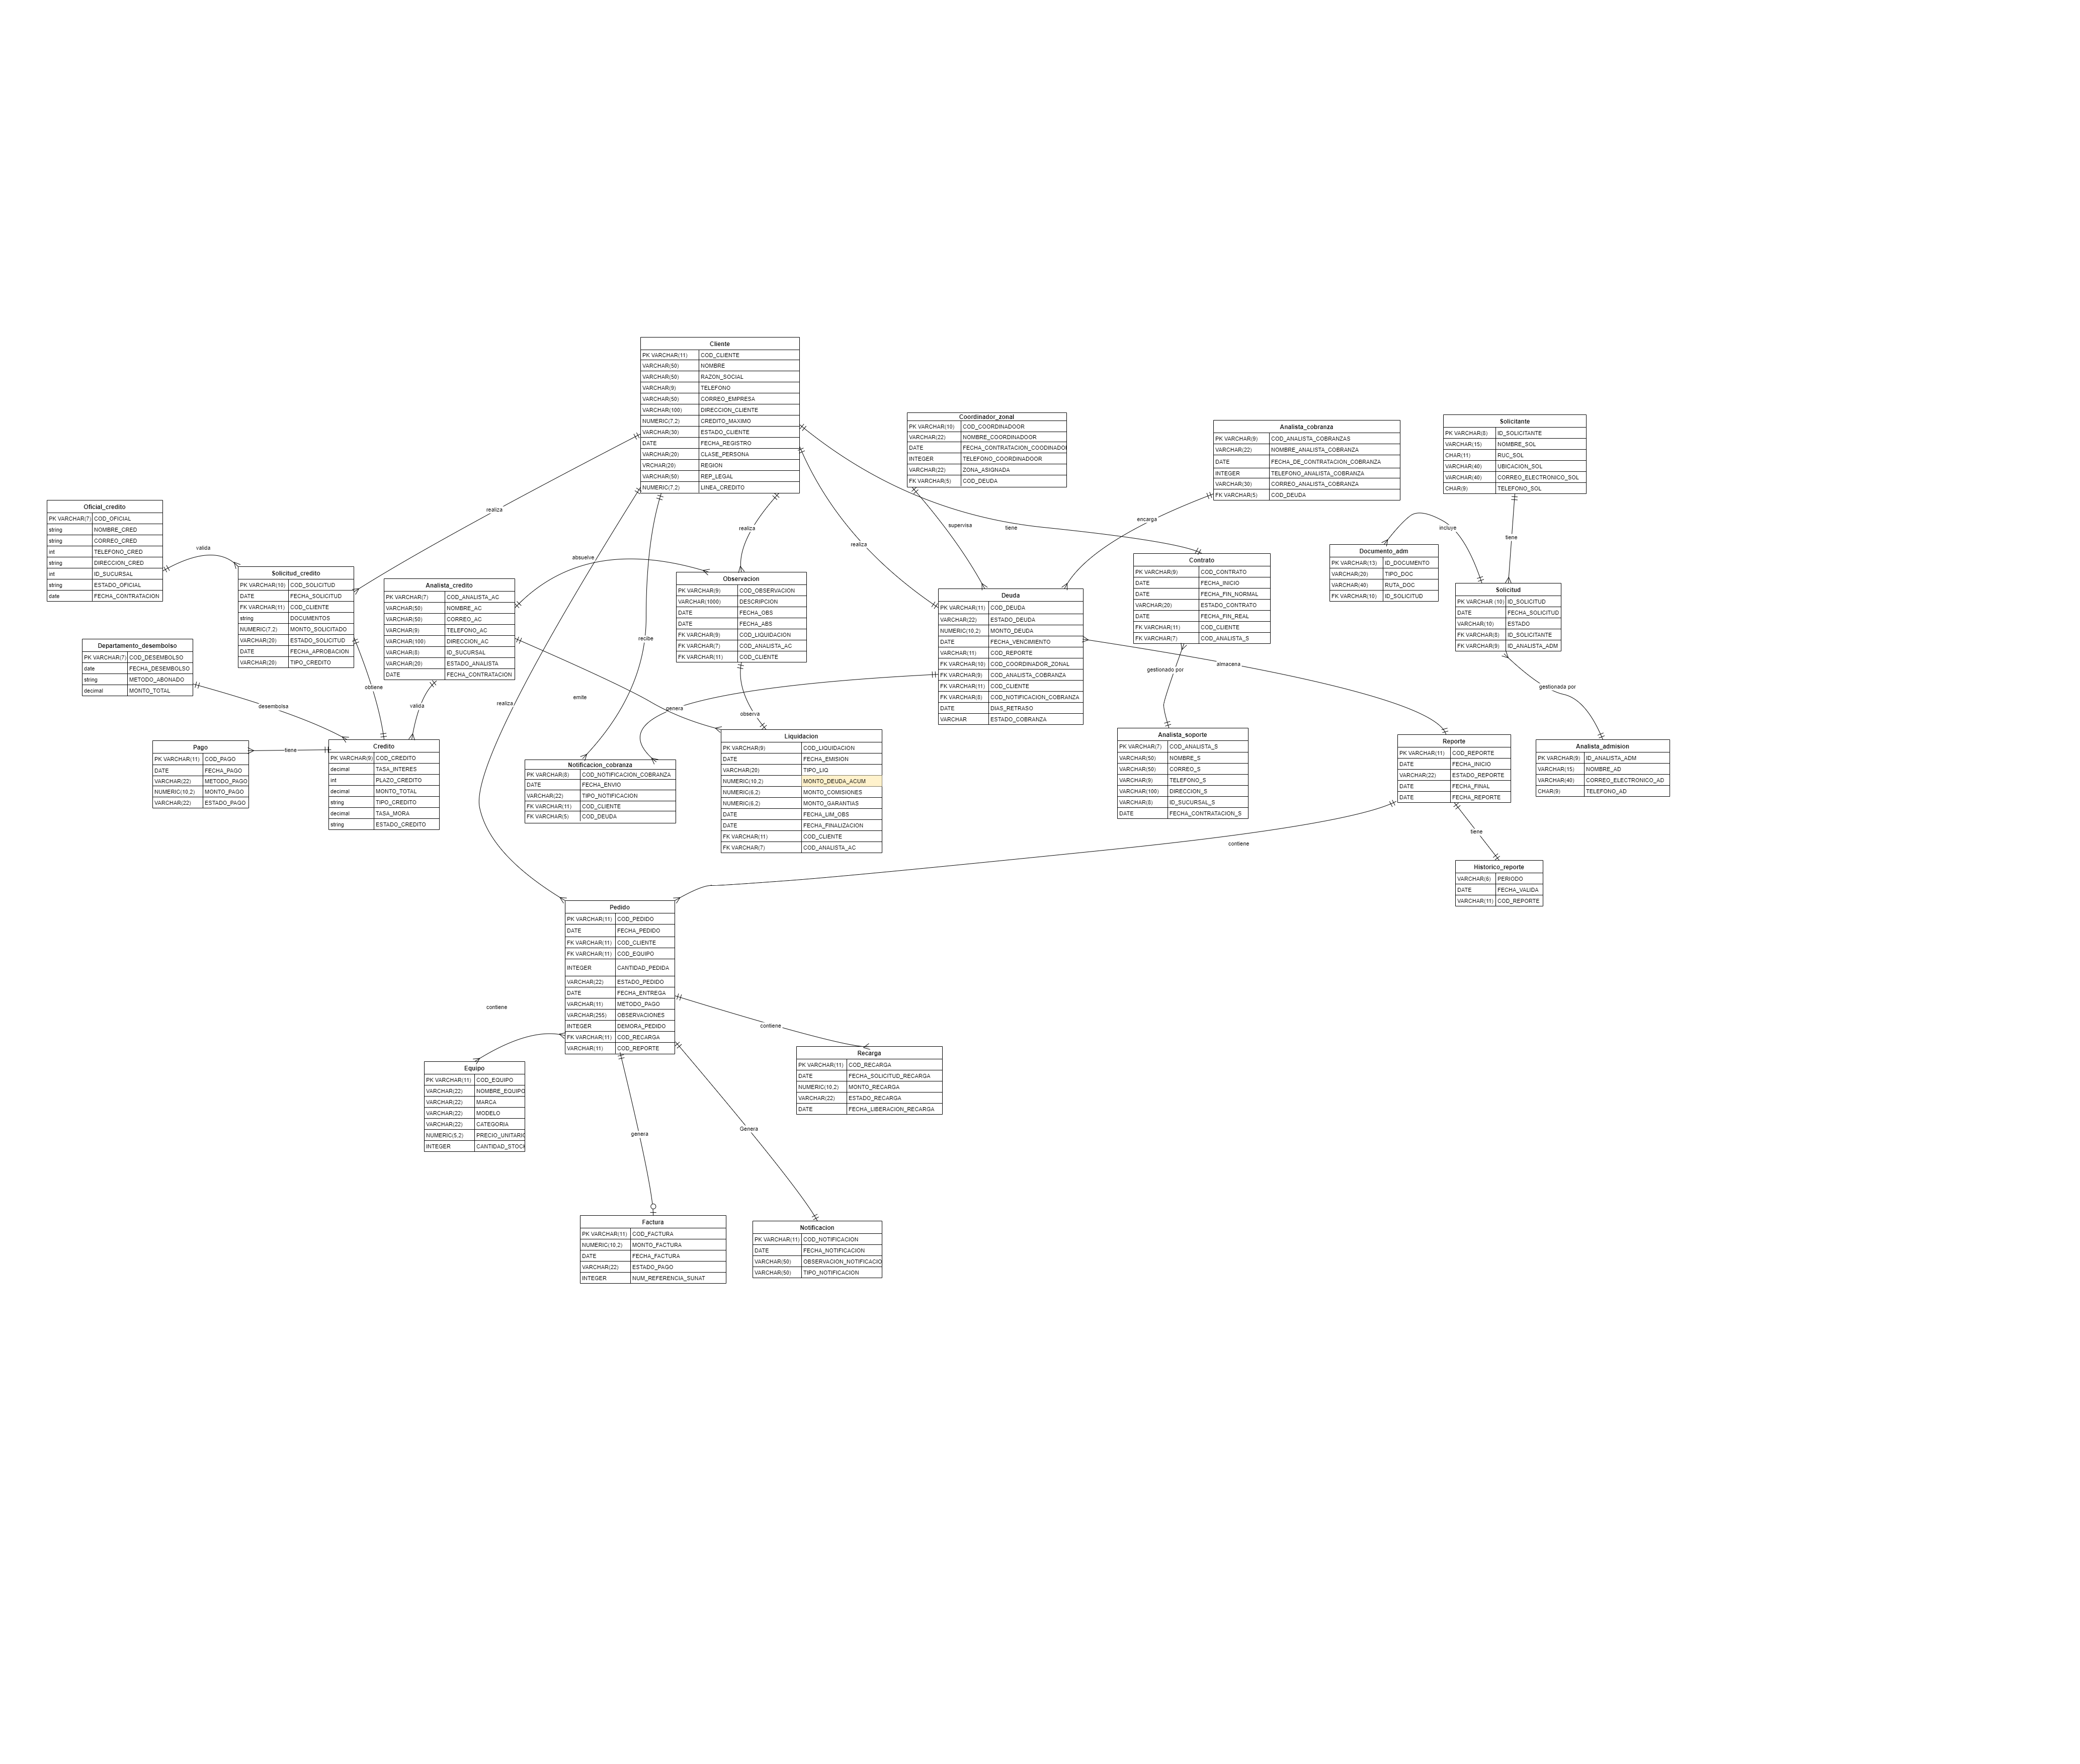 Cliente
PK VARCHAR(11) COD_CLIENTE
VARCHAR(50) NOMBRE
VARCHAR(50) RAZON_SOCIAL
VARCHAR(9) TELEFONO
VARCHAR(50) CORREO_EMPRESA
VARCHAR(100) DIRECCION_CLIENTE
NUMERIC(7,2) CREDITO_MAXIMO
VARCHAR(30) ESTADO_CLIENTE
DATE FECHA_REGISTRO
VARCHAR(20) CLASE_PERSONA
VRCHAR(20) REGION
VARCHAR(50) REP_LEGAL
NUMERIC(7,2) LINEA_CREDITO
Coordinador_zonal
PK VARCHAR(10) COD_COORDINADOOR
VARCHAR(22) NOMBRE_COORDINADOOR
DATE FECHA_CONTRATACION_COODINADO
INTEGER TELEFONO_COORDINADOOR
VARCHAR(22) ZONA_ASIGNADA
FK VARCHAR(5) COD_DEUDA
Analista_cobranza
PK VARCHAR(9) COD_ANALISTA_COBRANZAS
VARCHAR(22) NOMBRE_ANALISTA_COBRANZA
DATE FECHA_DE_CONTRATACION_COBRANZA
INTEGER TELEFONO_ANALISTA_COBRANZA
VARCHAR(30) CORREO_ANALISTA_COBRANZA
FK VARCHAR(5) COD_DEUDA
Solicitante
PK VARCHAR(8) ID_SOLICITANTE
VARCHAR(15) NOMBRE_SOL
CHAR(11) RUC_SOL
VARCHAR(40) UBICACION_SOL
VARCHAR(40) CORREO_ELECTRONICO_SOL
CHAR(9) TELEFONO_SOL
Oficial_credito
PK VARCHAR(7) COD_OFICIAL
string NOMBRE_CRED
string CORREO_CRED
int TELEFONO_CRED
string DIRECCION_CRED
int ID_SUCURSAL
string ESTADO_OFICIAL
date FECHA_CONTRATACION
valida
realiza
realiza
absuelve
realiza
supervisa
tiene
encarga
incluye
tiene
Solicitud_credito
PK VARCHAR(10) COD_SOLICITUD
DATE FECHA_SOLICITUD
FK VARCHAR(11) COD_CLIENTE
string DOCUMENTOS
NUMERIC(7,2) MONTO_SOLICITADO
VARCHAR(20) ESTADO_SOLICITUD
DATE FECHA_APROBACION
VARCHAR(20) TIPO_CREDITO
Analista_credito
PK VARCHAR(7) COD_ANALISTA_AC
VARCHAR(50) NOMBRE_AC
VARCHAR(50) CORREO_AC
VARCHAR(9) TELEFONO_AC
VARCHAR(100) DIRECCION_AC
VARCHAR(8) ID_SUCURSAL
VARCHAR(20) ESTADO_ANALISTA
DATE FECHA_CONTRATACION
Observacion
PK VARCHAR(9) COD_OBSERVACION
VARCHAR(1000) DESCRIPCION
DATE FECHA_OBS
DATE FECHA_ABS
FK VARCHAR(9) COD_LIQUIDACION
FK VARCHAR(7) COD_ANALISTA_AC
FK VARCHAR(11) COD_CLIENTE
Deuda
PK VARCHAR(11) COD_DEUDA
VARCHAR(22) ESTADO_DEUDA
NUMERIC(10,2) MONTO_DEUDA
DATE FECHA_VENCIMIENTO
VARCHAR(11) COD_REPORTE
FK VARCHAR(10) COD_COORDINADOR_ZONAL
FK VARCHAR(9) COD_ANALISTA_COBRANZA
FK VARCHAR(11) COD_CLIENTE
FK VARCHAR(8) COD_NOTIFICACION_COBRANZA
DATE DIAS_RETRASO
VARCHAR ESTADO_COBRANZA
Contrato
PK VARCHAR(9) COD_CONTRATO
DATE FECHA_INICIO
DATE FECHA_FIN_NORMAL
VARCHAR(20) ESTADO_CONTRATO
DATE FECHA_FIN_REAL
FK VARCHAR(11) COD_CLIENTE
FK VARCHAR(7) COD_ANALISTA_S
Documento_adm
PK VARCHAR(13) ID_DOCUMENTO
VARCHAR(20) TIPO_DOC
VARCHAR(40) RUTA_DOC
FK VARCHAR(10) ID_SOLICITUD
Solicitud
PK VARCHAR (10) ID_SOLICITUD
DATE FECHA_SOLICITUD
VARCHAR(10) ESTADO
FK VARCHAR(8) ID_SOLICITANTE
FK VARCHAR(9) ID_ANALISTA_ADM
Departamento_desembolso
PK VARCHAR(7) COD_DESEMBOLSO
date FECHA_DESEMBOLSO
string METODO_ABONADO
decimal MONTO_TOTAL
recibe
gestionado por
almacena
obtiene
gestionada por
emite
desembolsa
valida
realiza
genera
observa
Pago
PK VARCHAR(11) COD_PAGO
DATE FECHA_PAGO
VARCHAR(22) METODO_PAGO
NUMERIC(10,2) MONTO_PAGO
VARCHAR(22) ESTADO_PAGO
tiene
Credito
PK VARCHAR(9) COD_CREDITO
decimal TASA_INTERES
int PLAZO_CREDITO
decimal MONTO_TOTAL
string TIPO_CREDITO
decimal TASA_MORA
string ESTADO_CREDITO
Notificacion_cobranza
PK VARCHAR(8) COD_NOTIFICACION_COBRANZA
DATE FECHA_ENVIO
VARCHAR(22) TIPO_NOTIFICACION
FK VARCHAR(11) COD_CLIENTE
FK VARCHAR(5) COD_DEUDA
Liquidacion
PK VARCHAR(9) COD_LIQUIDACION
DATE FECHA_EMISION
VARCHAR(20) TIPO_LIQ
NUMERIC(10,2) MONTO_DEUDA_ACUM
NUMERIC(6,2) MONTO_COMISIONES
NUMERIC(6,2) MONTO_GARANTIAS
DATE FECHA_LIM_OBS
DATE FECHA_FINALIZACION
FK VARCHAR(11) COD_CLIENTE
FK VARCHAR(7) COD_ANALISTA_AC
Analista_soporte
PK VARCHAR(7) COD_ANALISTA_S
VARCHAR(50) NOMBRE_S
VARCHAR(50) CORREO_S
VARCHAR(9) TELEFONO_S
VARCHAR(100) DIRECCION_S
VARCHAR(8) ID_SUCURSAL_S
DATE FECHA_CONTRATACION_S
Reporte
PK VARCHAR(11) COD_REPORTE
DATE FECHA_INICIO
VARCHAR(22) ESTADO_REPORTE
DATE FECHA_FINAL
DATE FECHA_REPORTE
Analista_admision
PK VARCHAR(9) ID_ANALISTA_ADM
VARCHAR(15) NOMBRE_AD
VARCHAR(40) CORREO_ELECTRONICO_AD
CHAR(9) TELEFONO_AD
tiene
contiene
Historico_reporte
VARCHAR(6) PERIODO
DATE FECHA_VALIDA
VARCHAR(11) COD_REPORTE
Pedido
PK VARCHAR(11) COD_PEDIDO
DATE FECHA_PEDIDO
FK VARCHAR(11) COD_CLIENTE
FK VARCHAR(11) COD_EQUIPO
INTEGER CANTIDAD_PEDIDA
VARCHAR(22) ESTADO_PEDIDO
DATE FECHA_ENTREGA
VARCHAR(11) METODO_PAGO
VARCHAR(255) OBSERVACIONES
INTEGER DEMORA_PEDIDO
FK VARCHAR(11) COD_RECARGA
VARCHAR(11) COD_REPORTE
contiene
contiene
Equipo
PK VARCHAR(11) COD_EQUIPO
VARCHAR(22) NOMBRE_EQUIPO
VARCHAR(22) MARCA
VARCHAR(22) MODELO
VARCHAR(22) CATEGORIA
NUMERIC(5,2) PRECIO_UNITARIO
INTEGER CANTIDAD_STOCK
Recarga
PK VARCHAR(11) COD_RECARGA
DATE FECHA_SOLICITUD_RECARGA
NUMERIC(10,2) MONTO_RECARGA
VARCHAR(22) ESTADO_RECARGA
DATE FECHA_LIBERACION_RECARGA
genera
Genera
Factura
PK VARCHAR(11) COD_FACTURA
NUMERIC(10,2) MONTO_FACTURA
DATE FECHA_FACTURA
VARCHAR(22) ESTADO_PAGO
INTEGER NUM_REFERENCIA_SUNAT
Notificacion
PK VARCHAR(11) COD_NOTIFICACION
DATE FECHA_NOTIFICACION
VARCHAR(50) OBSERVACION_NOTIFICACIO
VARCHAR(50) TIPO_NOTIFICACION